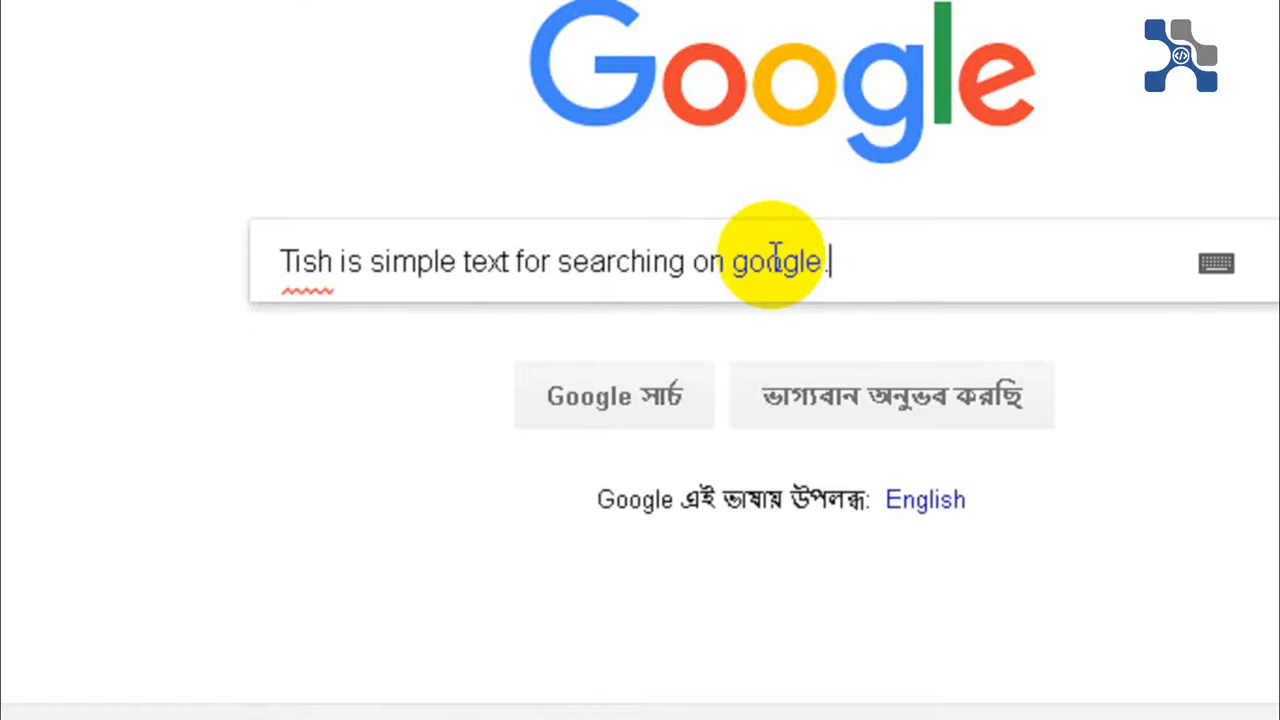 Google
Tish is simple text for searching on google.
Google সার্চ
ভাগ্যবান অনুভব করছি
Google এই ভাষায় উপলব্ধ: English